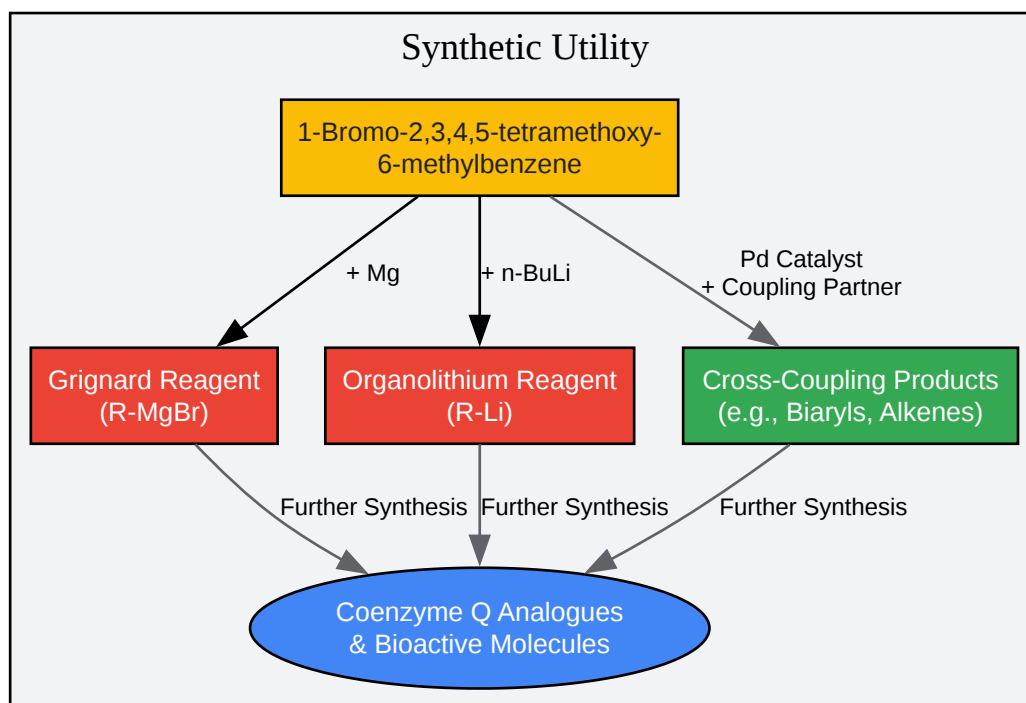 Synthetic Utility
1-Bromo-2,3,4,5-tetramethoxy-
6-methylbenzene
+ Mg
+ n-BuLi
Pd Catalyst
+ Coupling Partner
Grignard Reagent
(R-MgBr)
Organolithium Reagent
(R-Li)
Cross-Coupling Products
(e.g., Biaryls, Alkenes)
Further Synthesis
Further Synthesis
Further Synthesis
Coenzyme Q Analogues
& Bioactive Molecules